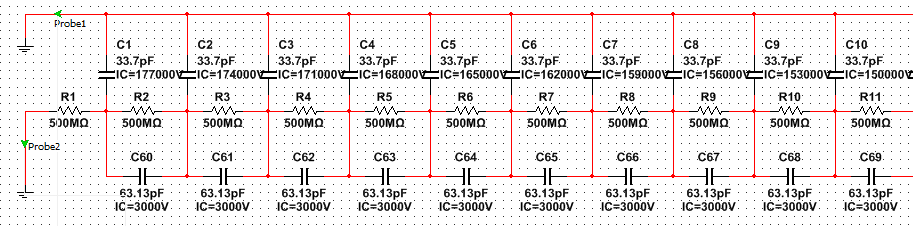 Probe1
C1 C2 C3 C4 C5 C6 C7 C8 C9 C10
33.7pF 33.7pF 33.7pF 33.7pF 33.7pF 33.7pF 33.7pF 33.7pF 33.7pF 33.7pF
IC=177000V IC=174000V IC=171000V IC=168000V IC=165000V IC=162000V IC=159000V IC=156000V IC=153000V IC=150000V
R1 R2 R3 R4 R5 R6 R7 R8 R9 R10 R11
500MΩ 500MΩ 500MΩ 500MΩ 500MΩ 500MΩ 500MΩ 500MΩ 500MΩ 500MΩ 500MΩ
Probe2
C60 C61 C62 C63 C64 C65 C66 C67 C68 C69
63.13pF 63.13pF 63.13pF 63.13pF 63.13pF 63.13pF 63.13pF 63.13pF 63.13pF 63.13pF
IC=3000V IC=3000V IC=3000V IC=3000V IC=3000V IC=3000V IC=3000V IC=3000V IC=3000V IC=3000V